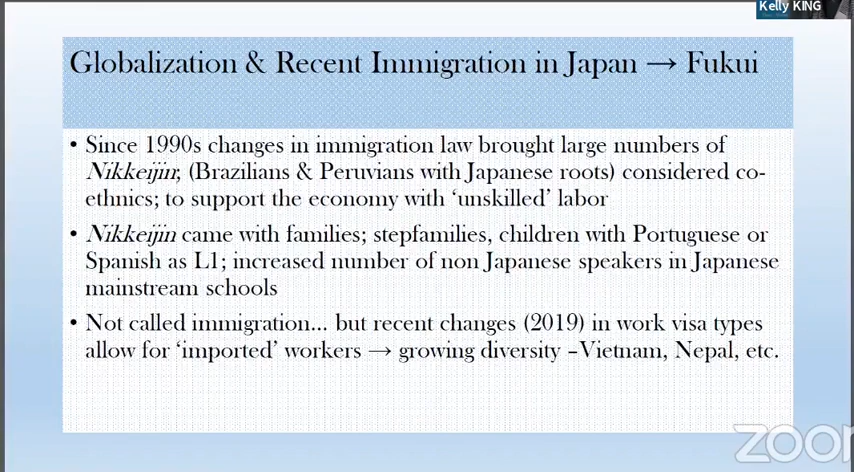 Kelly KING
Globalization & Recent Immigration in Japan → Fukui
• Since 1990s changes in immigration law brought large numbers of
Nikkeijin; (Brazilians & Peruvians with Japanese roots) considered co-
ethnics; to support the economy with ‘unskilled’ labor
• Nikkeijin came with families; stepfamilies, children with Portuguese or
Spanish as L1; increased number of non Japanese speakers in Japanese
mainstream schools
• Not called immigration... but recent changes (2019) in work visa types
allow for ‘imported’ workers → growing diversity –Vietnam, Nepal, etc.
zoom